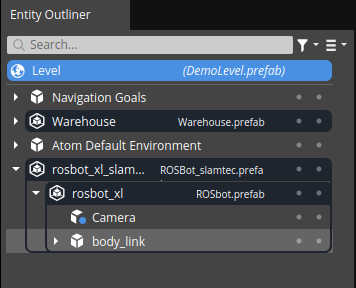 Entity Outliner
Search...
Level (DemoLevel.prefab)
Navigation Goals
Warehouse Warehouse.prefab
Atom Default Environment
rosbot_xl_slam... ROSBot_slamtec.prefa
rosbot_xl ROSbot.prefab
Camera
body_link